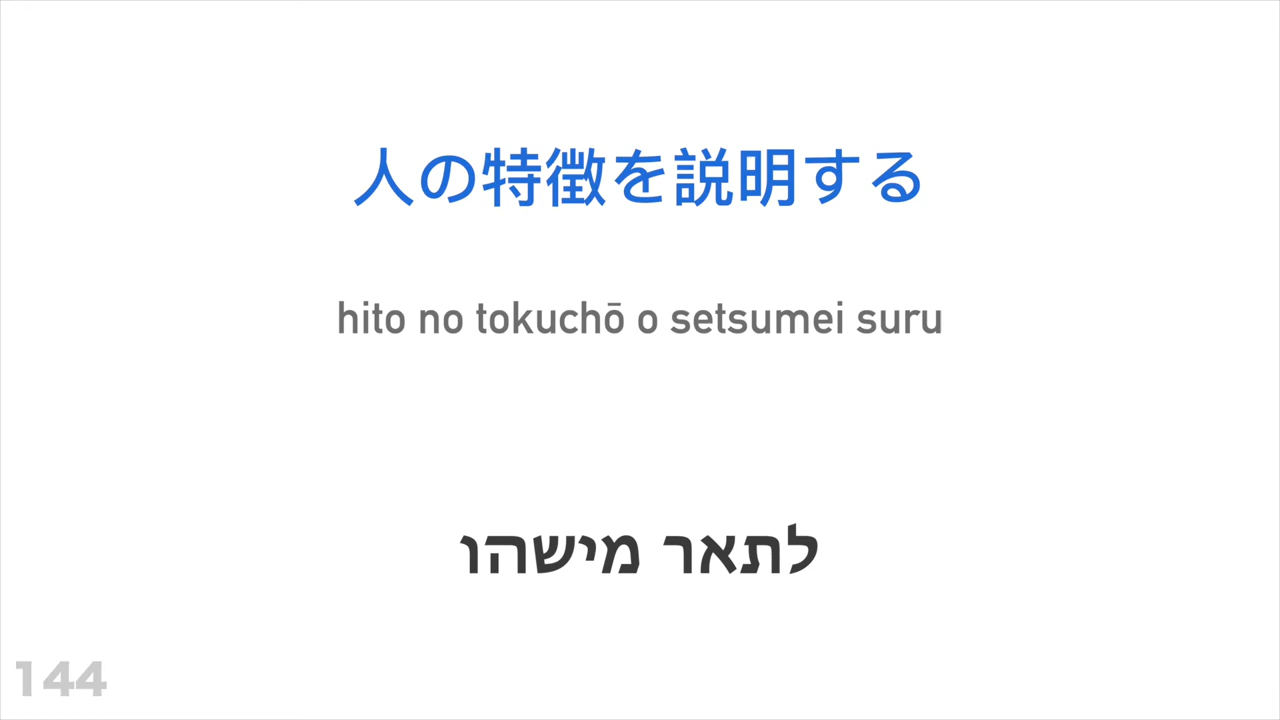 人の特徴を説明する
hito no tokuchō o setsumei suru
לתאר מישהו
144